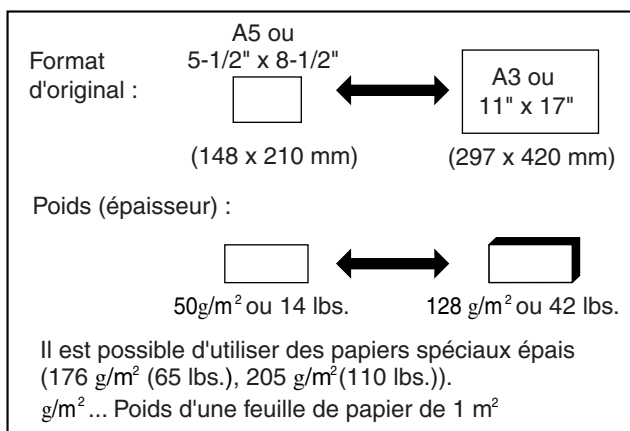 Format
d'original :
A5 ou
5-1/2" x 8-1/2"
A3 ou
11" x 17"
(148 x 210 mm)
(297 x 420 mm)
Poids (épaisseur) :
50g/m² ou 14 lbs.
128 g/m² ou 42 lbs.
Il est possible d'utiliser des papiers spéciaux épais
(176 g/m² (65 lbs.), 205 g/m²(110 lbs.)).
g/m² ... Poids d'une feuille de papier de 1 m²